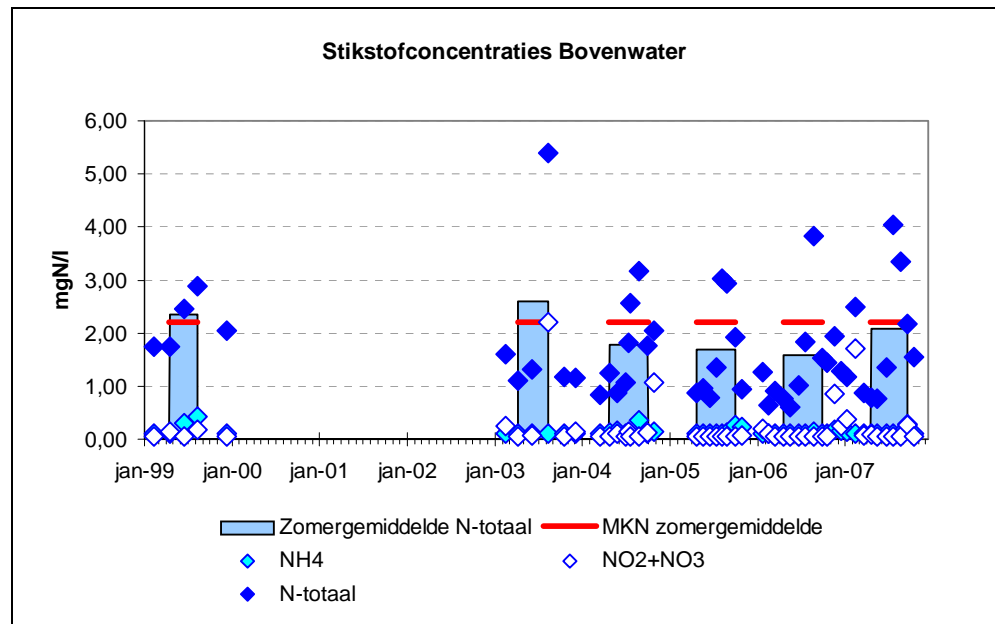 Stikstofconcentraties Bovenwater
mgN/l
6,00
5,00
4,00
3,00
2,00
1,00
0,00
jan-99 jan-00 jan-01 jan-02 jan-03 jan-04 jan-05 jan-06 jan-07
Zomergemiddelde N-totaal MKN zomergemiddelde
NH4 NO2+NO3
N-totaal